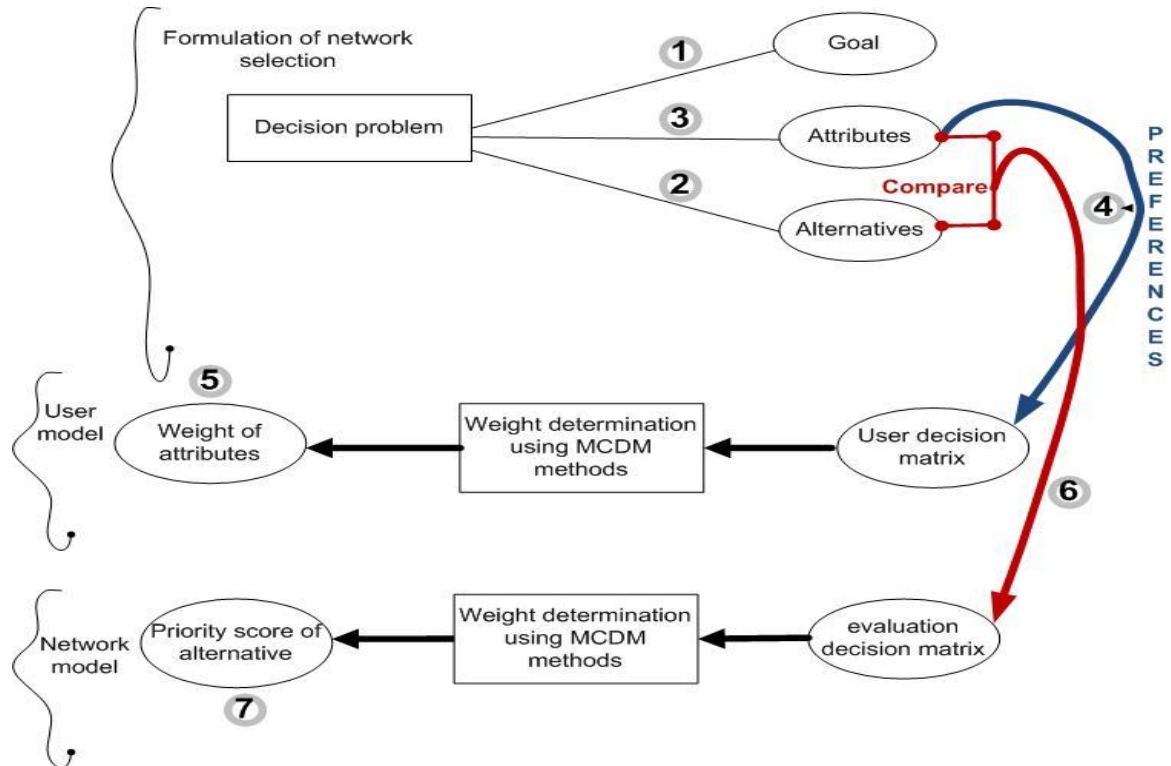 Formulation of network
selection
1
Goal
Decision problem
3
Attributes
Compare
2
Alternatives
4
PREFERENCES
5
User
model
Weight of
attributes
Weight determination
using MCDM
methods
User decision
matrix
6
Network
model
Priority score of
alternative
Weight determination
using MCDM
methods
evaluation
decision matrix
7